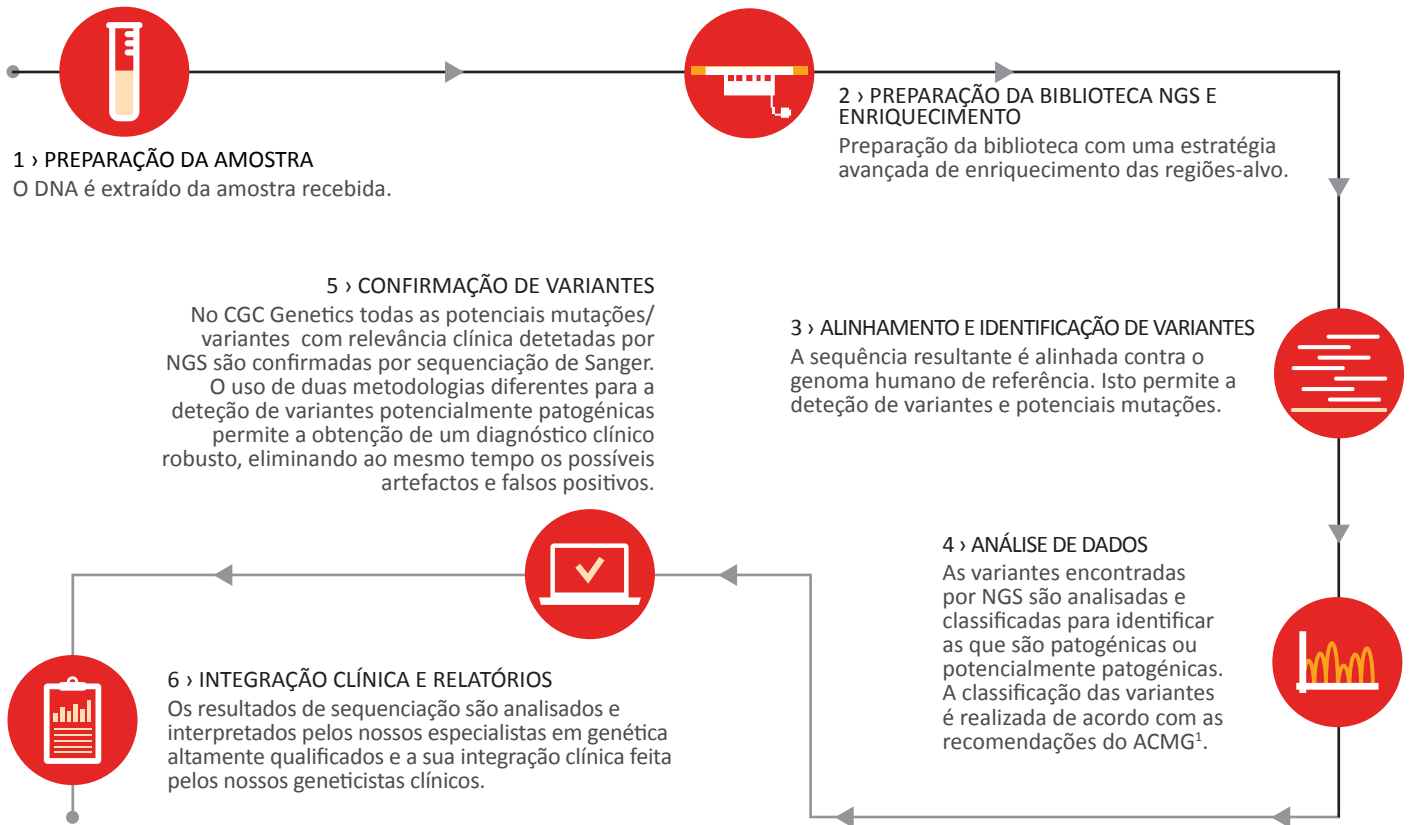 1 › PREPARAÇÃO DA AMOSTRA
O DNA é extraído da amostra recebida.
2 › PREPARAÇÃO DA BIBLIOTECA NGS E
ENRIQUECIMENTO
Preparação da biblioteca com uma estratégia
avançada de enriquecimento das regiões-alvo.
3 › ALINHAMENTO E IDENTIFICAÇÃO DE VARIANTES
A sequência resultante é alinhada contra o
genoma humano de referência. Isto permite a
deteção de variantes e potenciais mutações.
4 › ANÁLISE DE DADOS
As variantes encontradas
por NGS são analisadas e
classificadas para identificar
as que são patogénicas ou
potencialmente patogénicas.
A classificação das variantes
é realizada de acordo com as
recomendações do ACMG¹.
5 › CONFIRMAÇÃO DE VARIANTES
No CGC Genetics todas as potenciais mutações/
variantes com relevância clínica detetadas por
NGS são confirmadas por sequenciação de Sanger.
O uso de duas metodologias diferentes para a
deteção de variantes potencialmente patogénicas
permite a obtenção de um diagnóstico clínico
robusto, eliminando ao mesmo tempo os possíveis
artefactos e falsos positivos.
6 › INTEGRAÇÃO CLÍNICA E RELATÓRIOS
Os resultados de sequenciação são analisados e
interpretados pelos nossos especialistas em genética
altamente qualificados e a sua integração clínica feita
pelos nossos geneticistas clínicos.